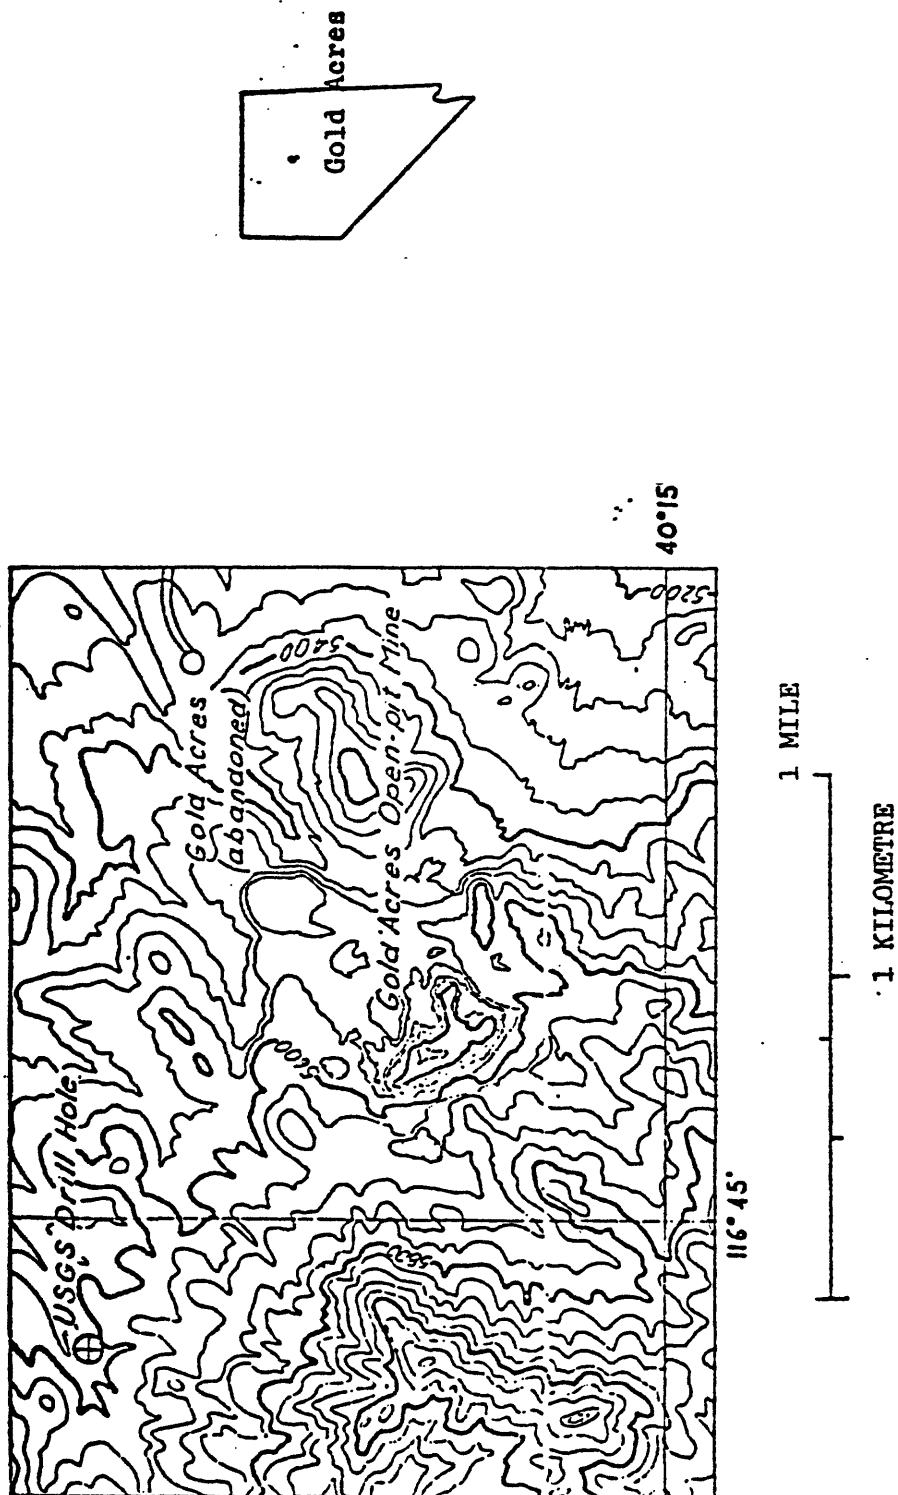 Gold Acres
USGS Drill Hole
Gold Acres
(abandoned)
5400
Gold Acres Open-pit Mine
5600
5200
40°15'
116° 45'
1 MILE
1 KILOMETRE